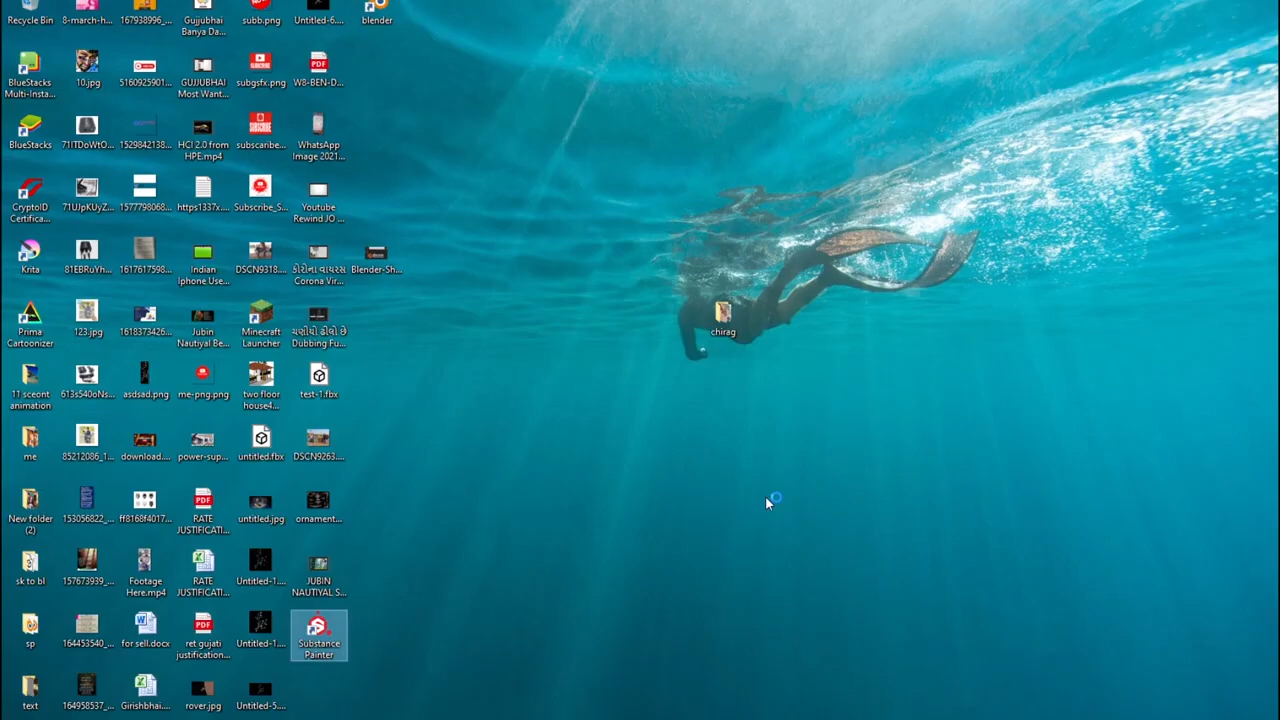 Recycle Bin
8-march-h...
167938996_...
Gujjubhai
Banya Da...
subb.png
Untitled-6....
blender
BlueStacks
Multi-Insta...
10.jpg
5160925901...
GUJJUBHAI
Most Want...
subgsfx.png
W8-BEN-D...
BlueStacks
71ITDoWtO...
1529842138...
HCI 2.0 from
HPE.mp4
subscaribe...
WhatsApp
Image 2021...
CryptoID
Certifica...
71UJpKUyZ...
1577798068...
https1337x....
Subscribe_S...
Youtube
Rewind JO ...
Krita
81EBRuYh...
1617617598...
Indian
Iphone Use...
DSCN9318....
કોરોના વાયરસ
Corona Vir...
Blender-Sh...
Prima
Cartoonizer
123.jpg
1618373426...
Jubin
Nautiyal Be...
Minecraft
Launcher
ચણીયો ઢીલો છે
Dubbing Fu...
chirag
11 sceont
animation
613s540oNs...
asdsad.png
me-png.png
two floor
house4...
test-1.fbx
me
85212086_1...
download....
power-sup...
untitled.fbx
DSCN9263....
New folder
(2)
153056822_...
ff8168f4017...
RATE
JUSTIFICATI...
untitled.jpg
ornament...
sk to bl
157673939_...
Footage
Here.mp4
RATE
JUSTIFICATI...
Untitled-1....
JUBIN
NAUTIYAL S...
sp
164453540_...
for sell.docx
ret gujati
justification...
Untitled-1....
Substance
Painter
text
164958537_...
Girishbhai....
rover.jpg
Untitled-5....